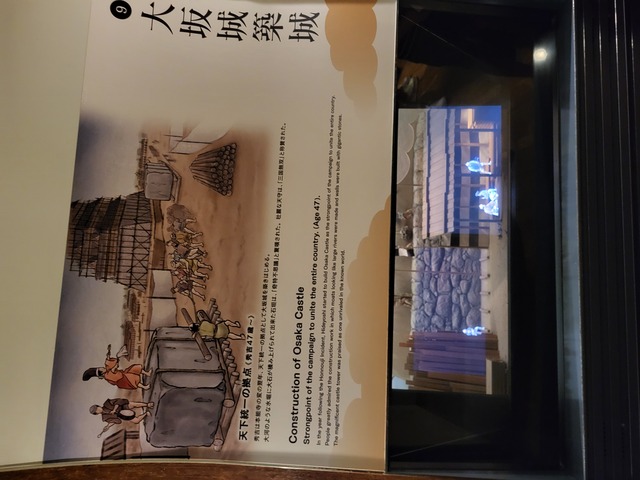 ❾
大坂城築城
天下統一の拠点(秀吉47歳〜)
秀吉は本能寺の変の翌年、天下統一の拠点として大坂城を築きはじめる。
大河のような水堀に大石が積み上げられて出来た石垣は、「奇特不思議」と驚嘆された。壮麗な天守は、「三国無双」と称賛された。
Construction of Osaka Castle
Strongpoint of the campaign to unite the entire country. (Age 47).
In the year following the Honnouji Incident, Hideyoshi started to build Osaka Castle as the strongpoint of the campaign to unite the entire country.
People greatly admired the construction work in which moats looking like large rivers were made and walls were built with gigantic stones.
The magnificent castle tower was praised as one unrivaled in the known world.